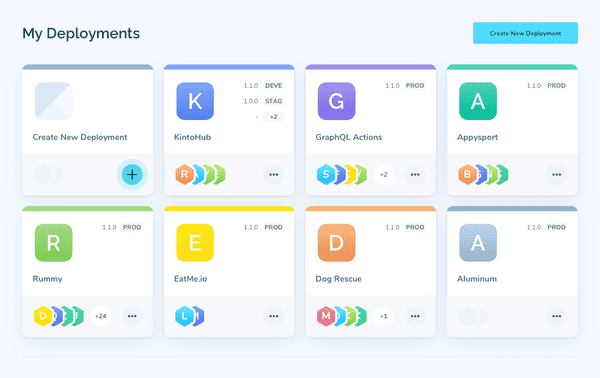 My Deployments
Create New Deployment
Create New Deployment
K
1.1.0 DEVE
1.0.0 STAG
- +2
KintoHub
R
G
1.1.0 PROD
GraphQL Actions
S
+2
A
1.1.0 PROD
Appysport
B
R
1.1.0 PROD
Rummy
D
+24
E
1.1.0 PROD
EatMe.io
L
D
1.1.0 PROD
Dog Rescue
M
+1
A
1.1.0 PROD
Aluminum